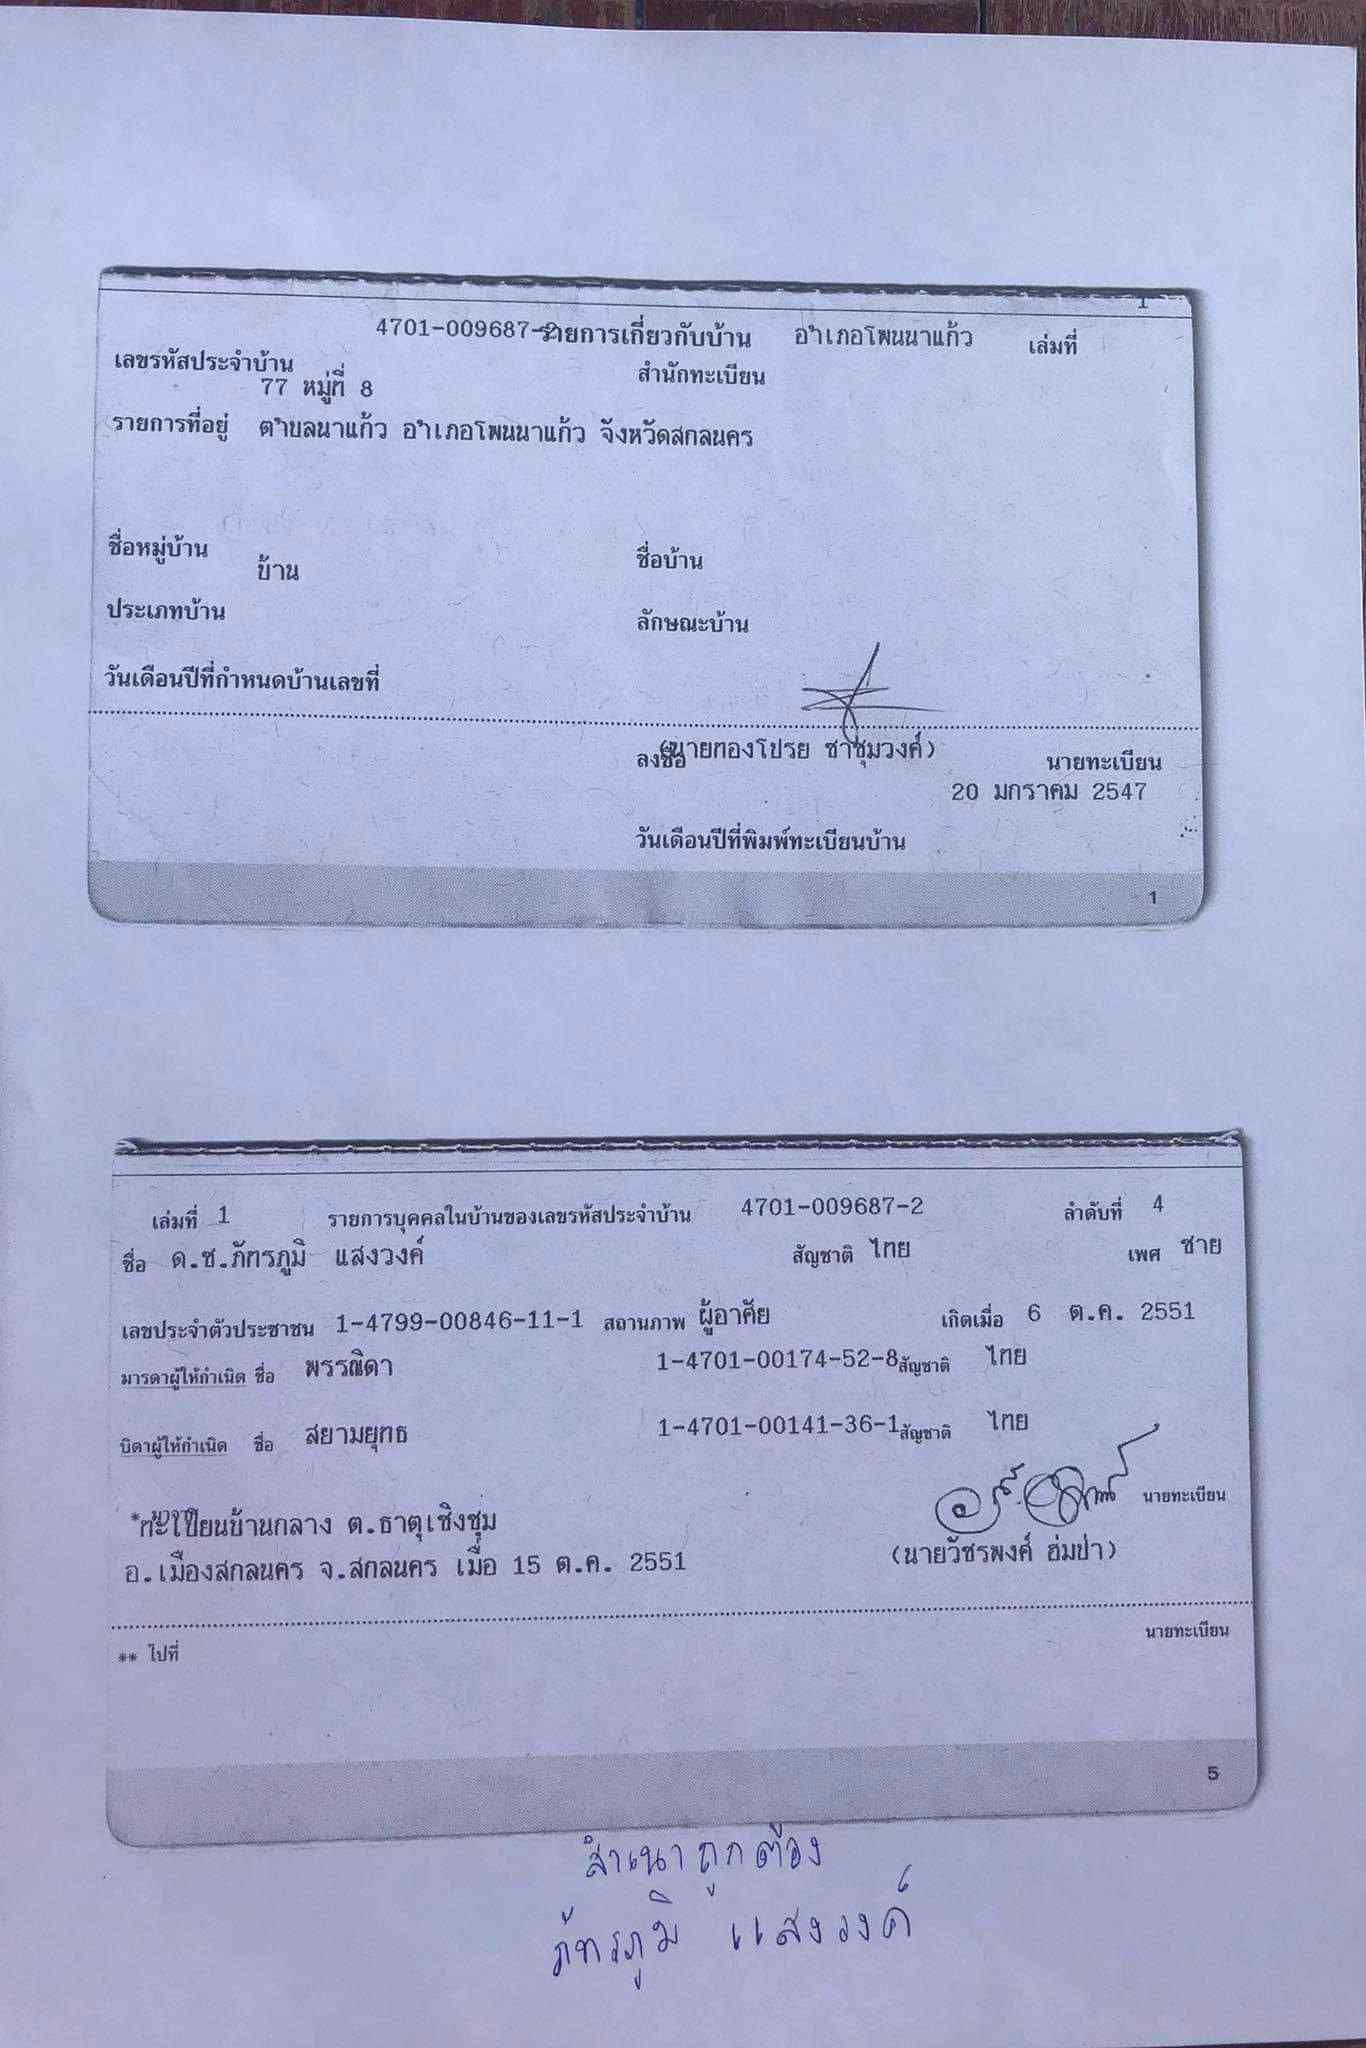 4701-009687-2 รายการเกี่ยวกับบ้าน อำเภอโพนนาแก้ว เล่มที่
เลขรหัสประจำบ้าน สำนักทะเบียน
77 หมู่ที่ 8
รายการที่อยู่ ตำบลนาแก้ว อำเภอโพนนาแก้ว จังหวัดสกลนคร
ชื่อหมู่บ้าน ชื่อบ้าน
บ้าน
ประเภทบ้าน ลักษณะบ้าน
วันเดือนปีที่กำหนดบ้านเลขที่
ลงชื่อ (นายทองโปรย ชาชุมวงค์) นายทะเบียน
20 มกราคม 2547
วันเดือนปีที่พิมพ์ทะเบียนบ้าน
1
เล่มที่ 1 รายการบุคคลในบ้านของเลขรหัสประจำบ้าน 4701-009687-2 ลำดับที่ 4
ชื่อ ด.ช.ภัทรภูมิ แสงวงค์ สัญชาติ ไทย เพศ ชาย
เลขประจำตัวประชาชน 1-4799-00846-11-1 สถานภาพ ผู้อาศัย เกิดเมื่อ 6 ต.ค. 2551
มารดาผู้ให้กำเนิด ชื่อ พรรณิดา 1-4701-00174-52-8 สัญชาติ ไทย
บิดาผู้ให้กำเนิด ชื่อ สยามยุทธ 1-4701-00141-36-1 สัญชาติ ไทย
*ทะเบียนบ้านกลาง ต.ธาตุเชิงชุม นายทะเบียน
อ.เมืองสกลนคร จ.สกลนคร เมื่อ 15 ต.ค. 2551 (นายวัชรพงค์ ฮ่มป่า)
นายทะเบียน
** ไปที่
5
สำเนาถูกต้อง
ภัทรภูมิ แสงวงค์